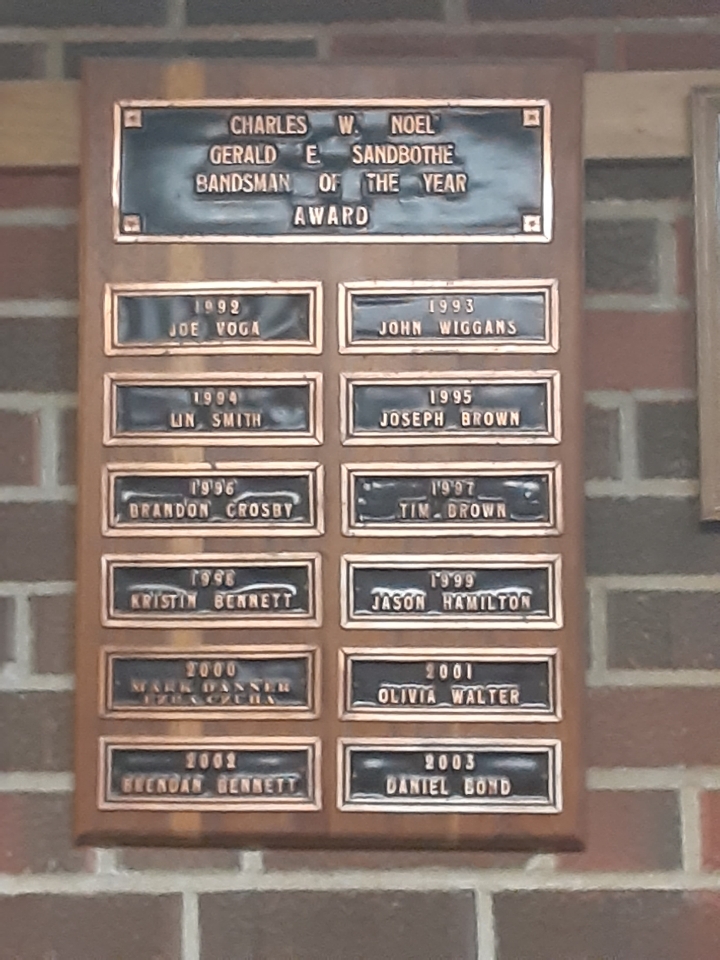 CHARLES W. NOEL
GERALD E. SANDBOTHE
BANDSMAN OF THE YEAR
AWARD
1992
JOE VOGA
1993
JOHN WIGGANS
1994
LIN SMITH
1995
JOSEPH BROWN
1996
BRANDON CROSBY
1997
TIM BROWN
1998
KRISTIN BENNETT
1999
JASON HAMILTON
2000
MARK DANNER
2001
OLIVIA WALTER
2002
BRENDAN BENNETT
2003
DANIEL BOND